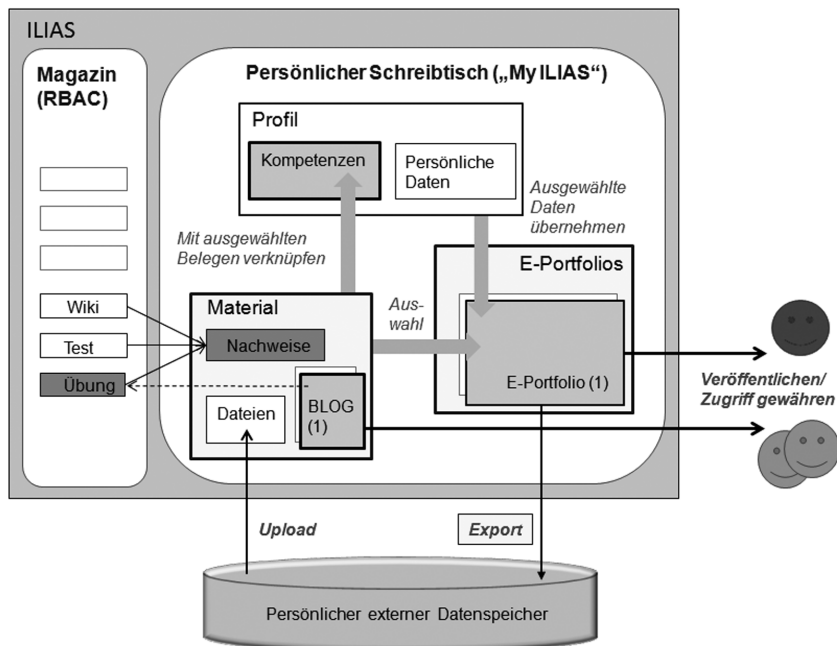 ILIAS
Magazin
(RBAC)
Wiki
Test
Übung
Persönlicher Schreibtisch („My ILIAS“)
Profil
Kompetenzen
Persönliche
Daten
Mit ausgewählten
Belegen verknüpfen
Ausgewählte
Daten
übernehmen
Material
Nachweise
Dateien
BLOG
(1)
Aus-
wahl
E-Portfolios
E-Portfolio (1)
Veröffentlichen/
Zugriff gewähren
Upload
Export
Persönlicher externer Datenspeicher